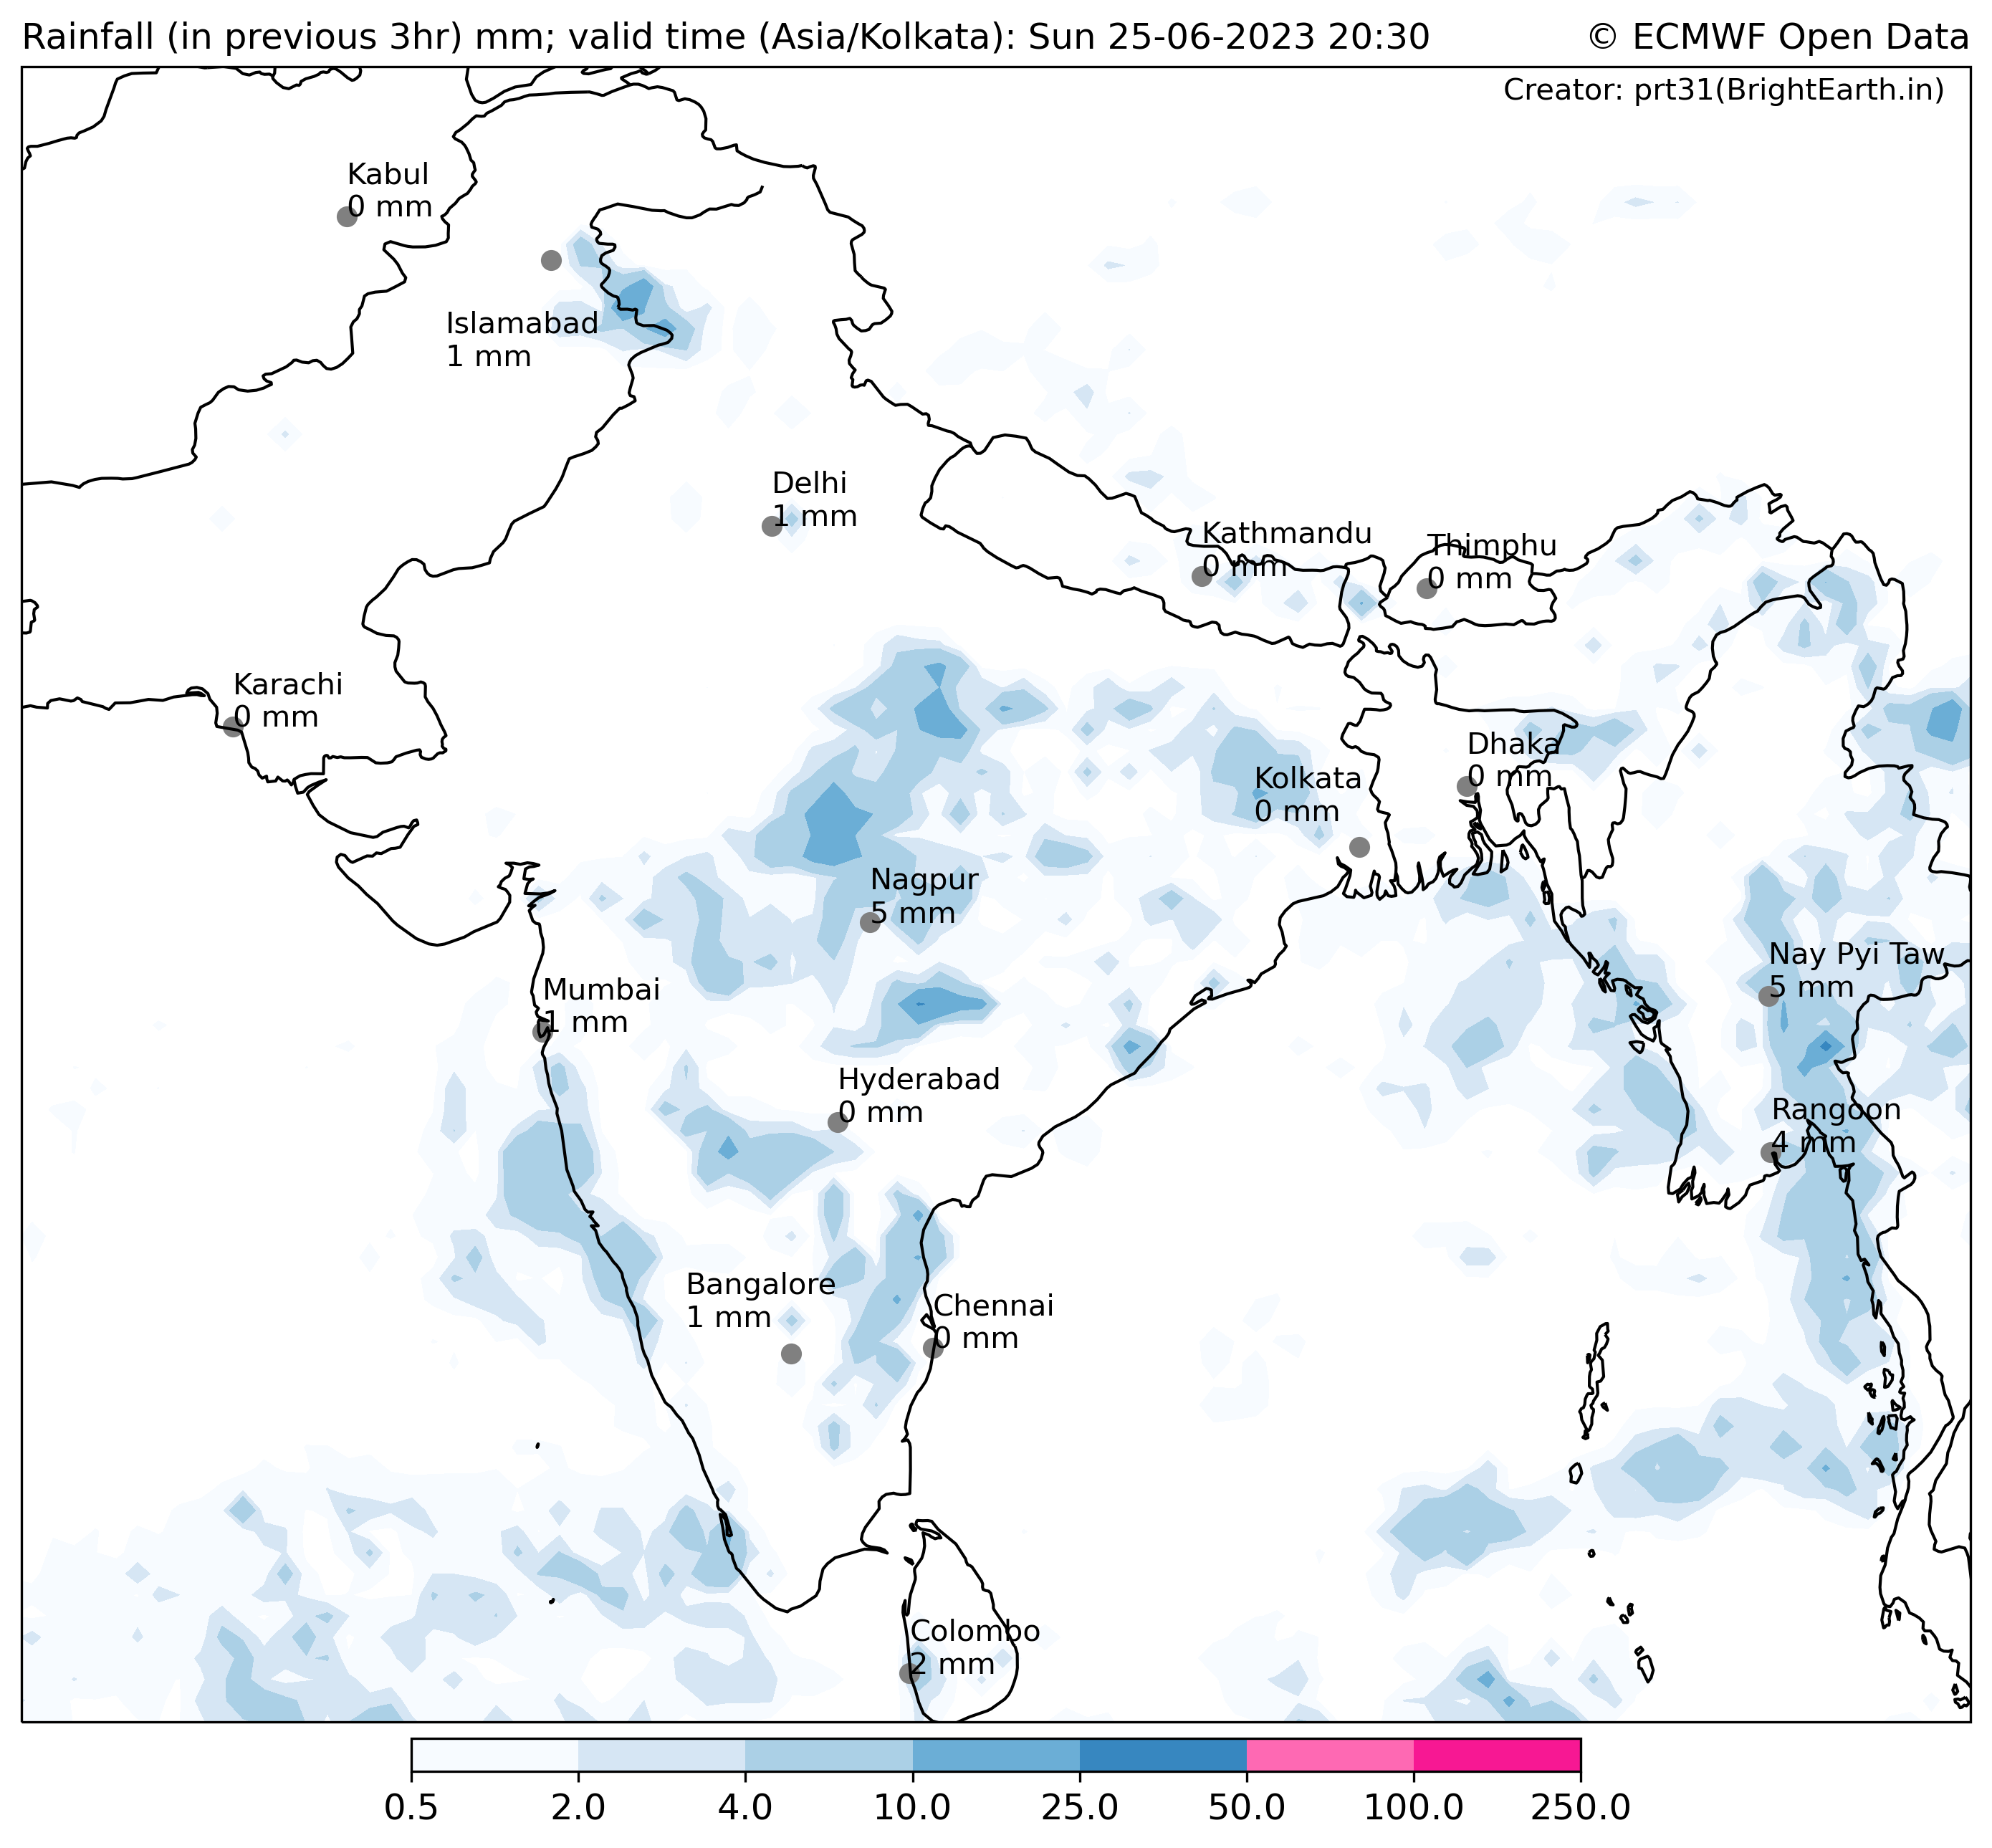 Rainfall (in previous 3hr) mm; valid time (Asia/Kolkata): Sun 25-06-2023 20:30
© ECMWF Open Data
Creator: prt31(BrightEarth.in)
Kabul
0 mm
Islamabad
1 mm
Delhi
1 mm
Kathmandu
0 mm
Thimphu
0 mm
Karachi
0 mm
Dhaka
0 mm
Kolkata
0 mm
Nagpur
5 mm
Nay Pyi Taw
5 mm
Mumbai
1 mm
Hyderabad
0 mm
Rangoon
4 mm
Bangalore
1 mm
Chennai
0 mm
Colombo
2 mm
0.5 2.0 4.0 10.0 25.0 50.0 100.0 250.0